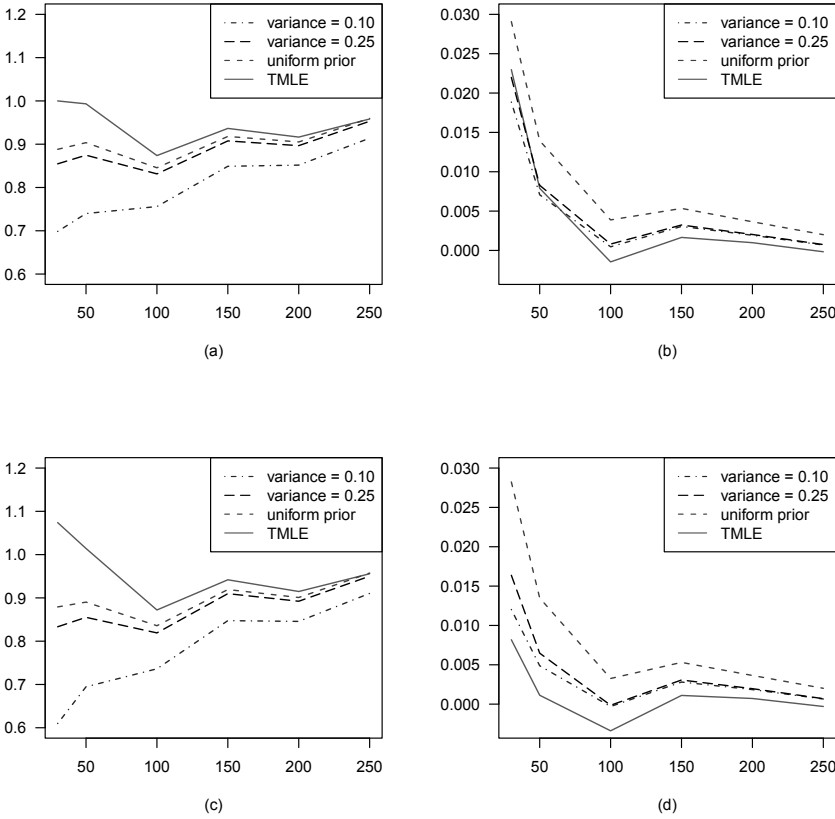 1.2
1.1
1.0
0.9
0.8
0.7
0.6
variance = 0.10
variance = 0.25
uniform prior
TMLE
50 100 150 200 250
(a)
0.030
0.025
0.020
0.015
0.010
0.005
0.000
variance = 0.10
variance = 0.25
uniform prior
TMLE
50 100 150 200 250
(b)
1.2
1.1
1.0
0.9
0.8
0.7
0.6
variance = 0.10
variance = 0.25
uniform prior
TMLE
50 100 150 200 250
(c)
0.030
0.025
0.020
0.015
0.010
0.005
0.000
variance = 0.10
variance = 0.25
uniform prior
TMLE
50 100 150 200 250
(d)